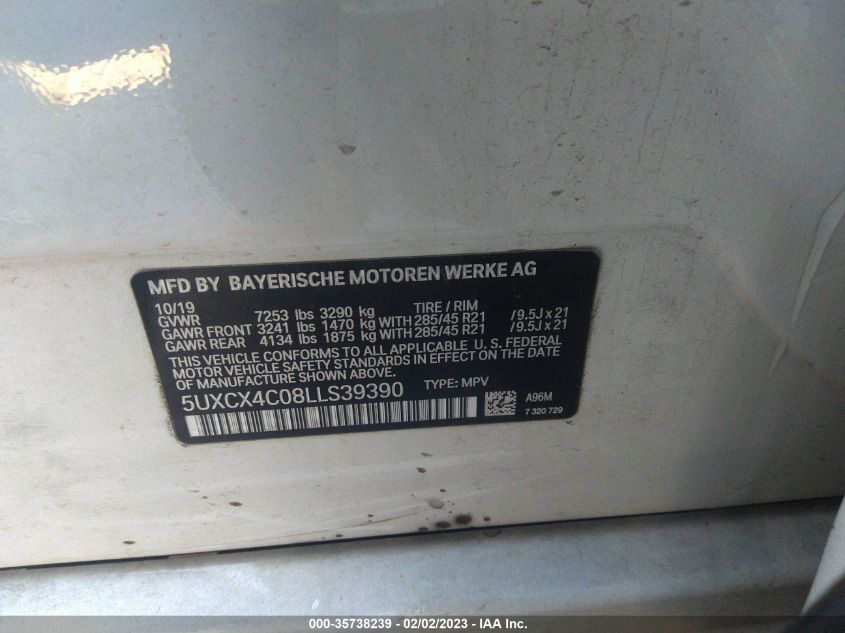 MFD BY BAYERISCHE MOTOREN WERKE AG
10/19
GVWR 7253 lbs 3290 kg TIRE / RIM
GAWR FRONT 3241 lbs 1470 kg WITH 285/45 R21 / 9.5J x 21
GAWR REAR 4134 lbs 1875 kg WITH 285/45 R21 / 9.5J x 21
THIS VEHICLE CONFORMS TO ALL APPLICABLE U. S. FEDERAL
MOTOR VEHICLE SAFETY STANDARDS IN EFFECT ON THE DATE
OF MANUFACTURE SHOWN ABOVE.
5UXCX4C08LLS39390 TYPE: MPV
A96M
7 320 729
000-35738239 - 02/02/2023 - IAA Inc.